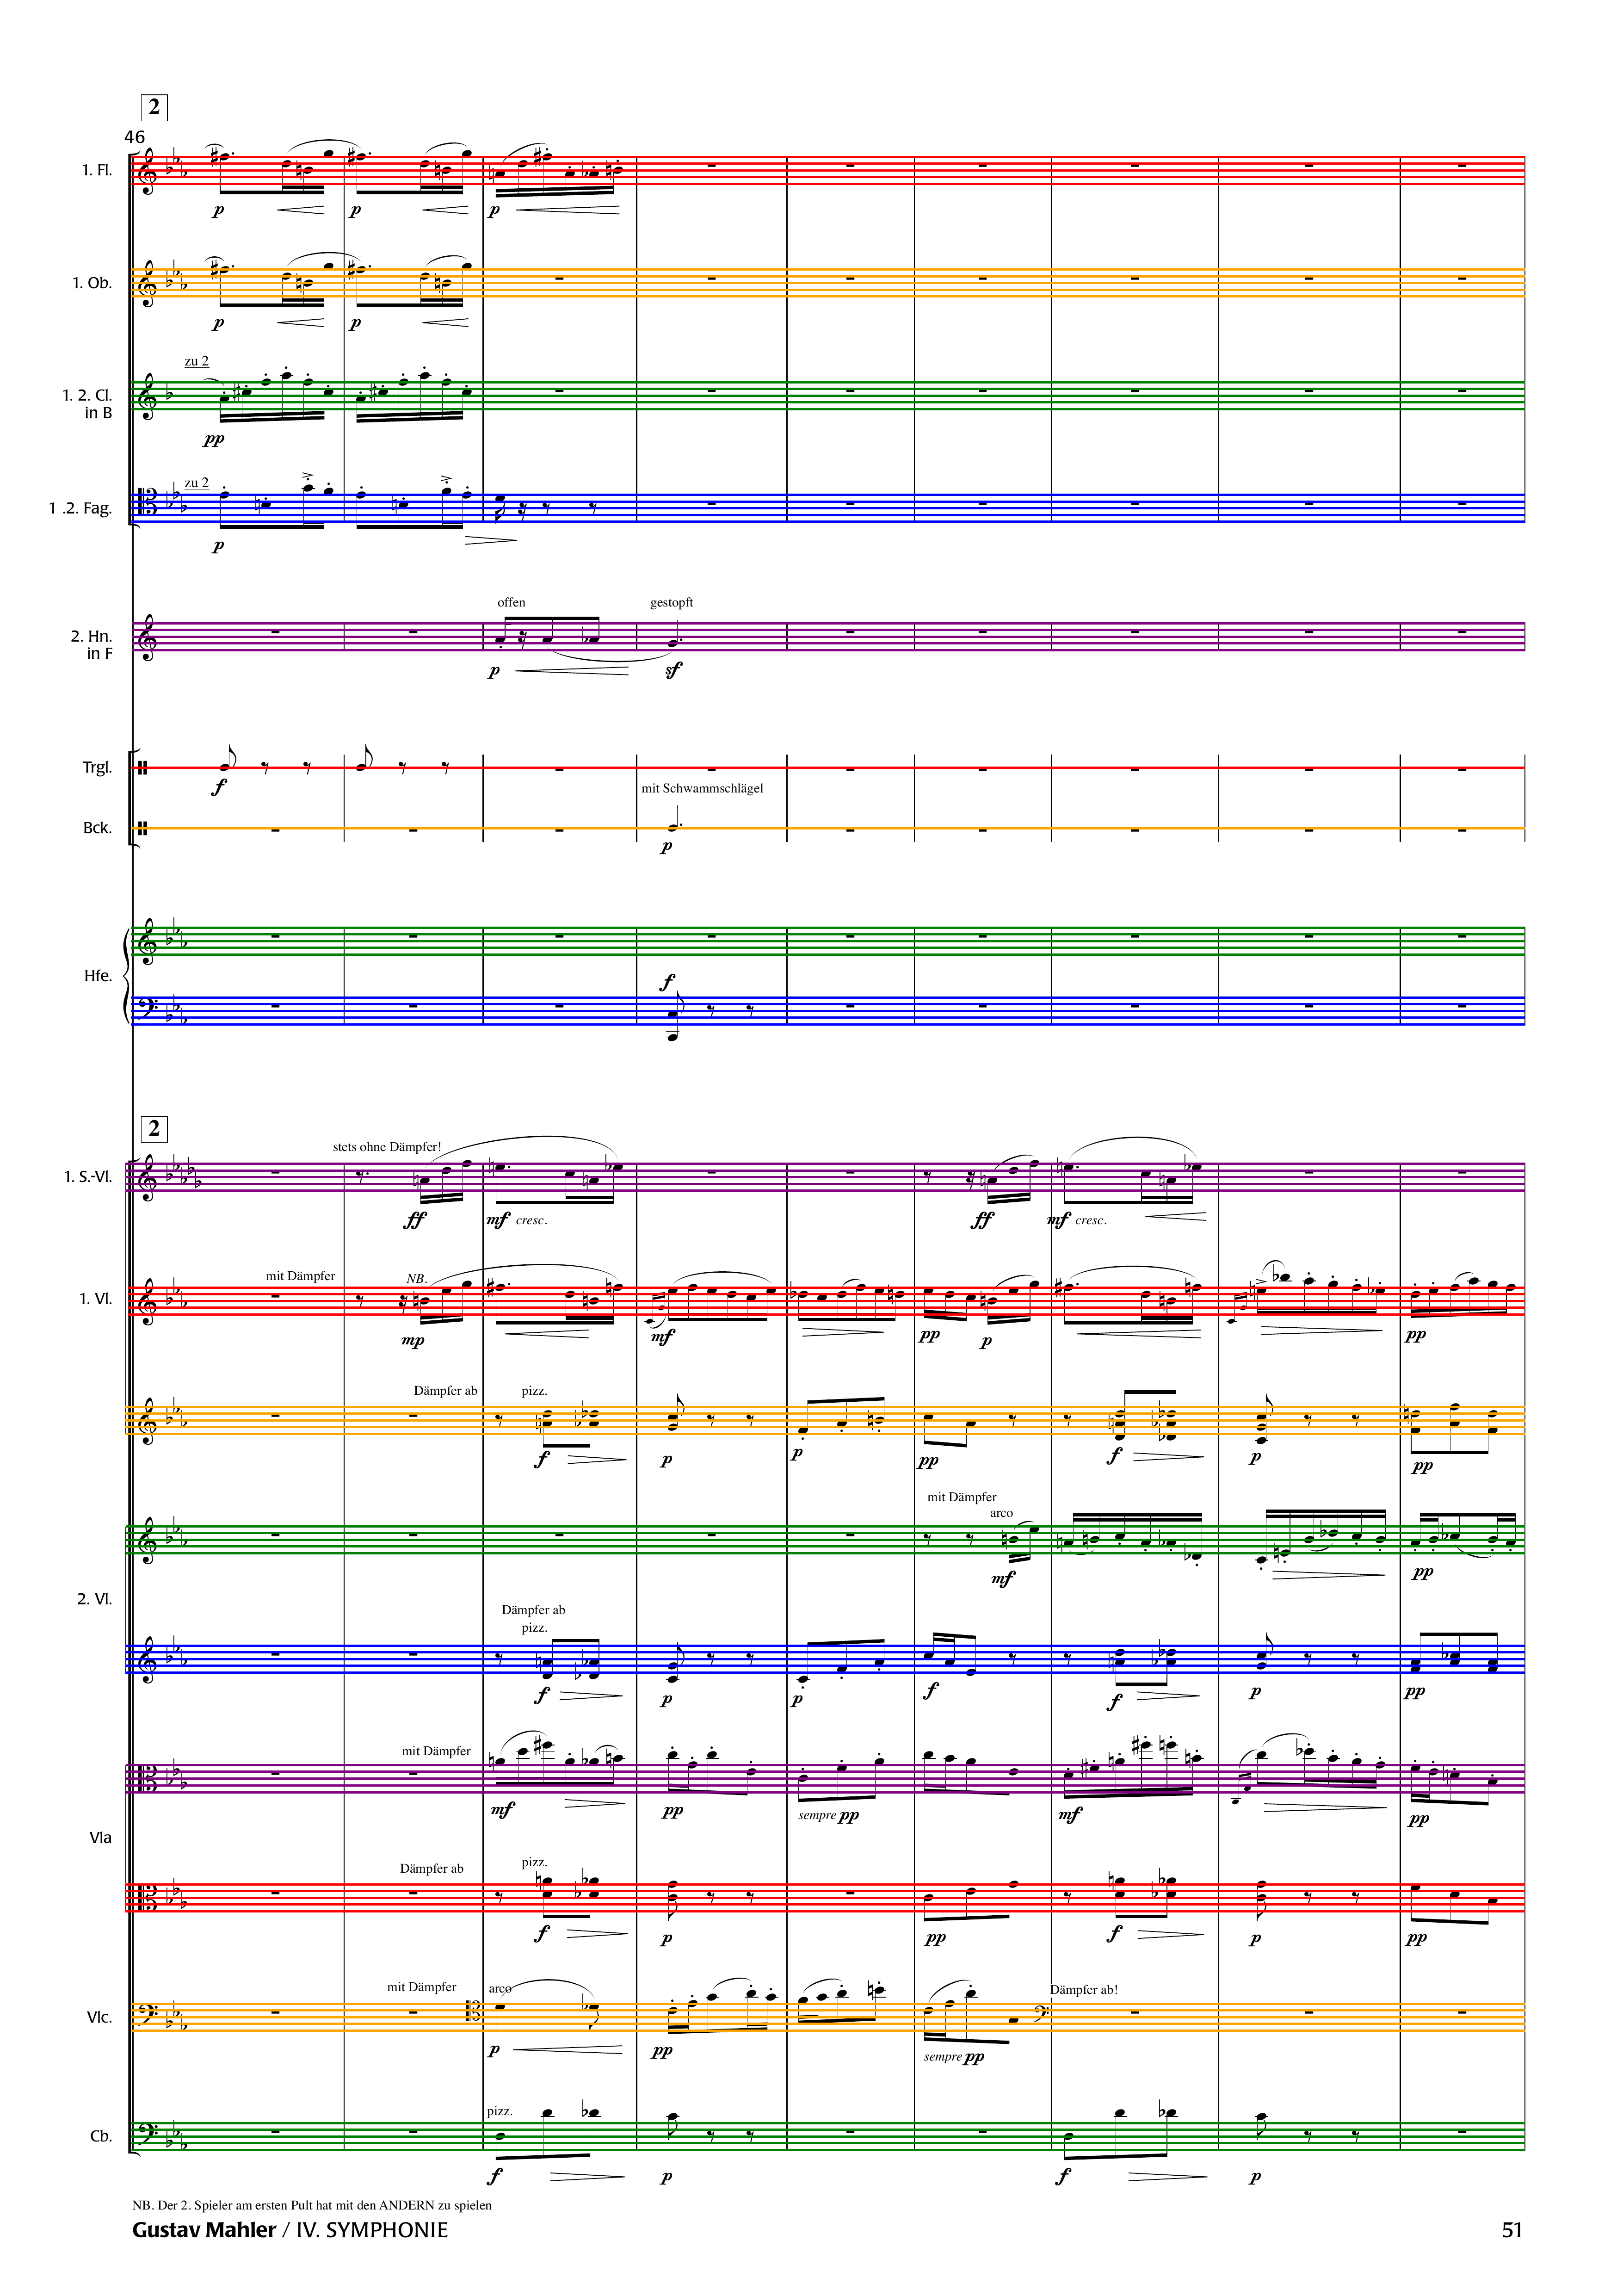 2
46
1. Fl.
p p p
1. Ob.
p p
zu 2
1. 2. Cl.
in B
pp
zu 2
1 .2. Fag.
p
offen gestopft
2. Hn.
in F
p sf
Trgl.
f
mit Schwammschlägel
Bck.
p
Hfe.
f
2
stets ohne Dämpfer!
1. S.-Vl.
ff mf cresc. ff mf cresc.
mit Dämpfer NB.
1. Vl.
mp mf pp p pp
Dämpfer ab pizz.
f p p pp f p pp
mit Dämpfer
arco
mf pp
2. Vl.
Dämpfer ab
pizz.
f p p f f p pp
mit Dämpfer
mf pp sempre pp mf pp
Vla
Dämpfer ab pizz.
f p pp f p pp
mit Dämpfer arco Dämpfer ab!
Vlc.
p pp sempre pp
pizz.
Cb.
f p f p
NB. Der 2. Spieler am ersten Pult hat mit den ANDERN zu spielen
Gustav Mahler / IV. SYMPHONIE 51